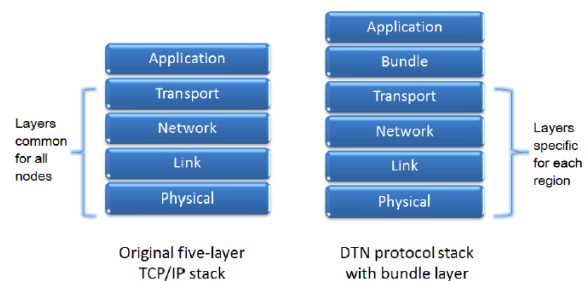 Application
Transport
Network
Link
Physical
Layers
common
for all
nodes
Original five-layer
TCP/IP stack
Application
Bundle
Transport
Network
Link
Physical
Layers
specific
for each
region
DTN protocol stack
with bundle layer